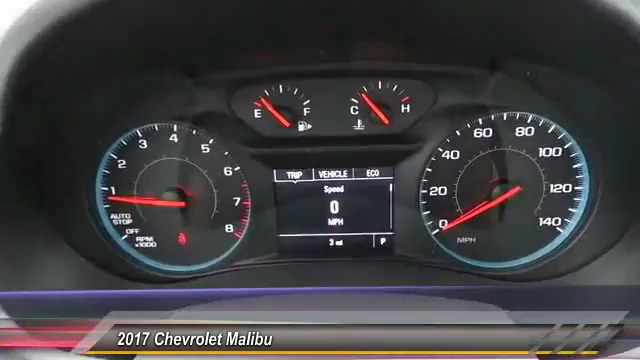 E F
C H
1 2 3 4 5 6 7 8
AUTO STOP
OFF
RPM x1000
TRIP VEHICLE ECO
Speed
0
MPH
3 mi P
0 20 40 60 80 100 120 140
MPH
2017 Chevrolet Malibu